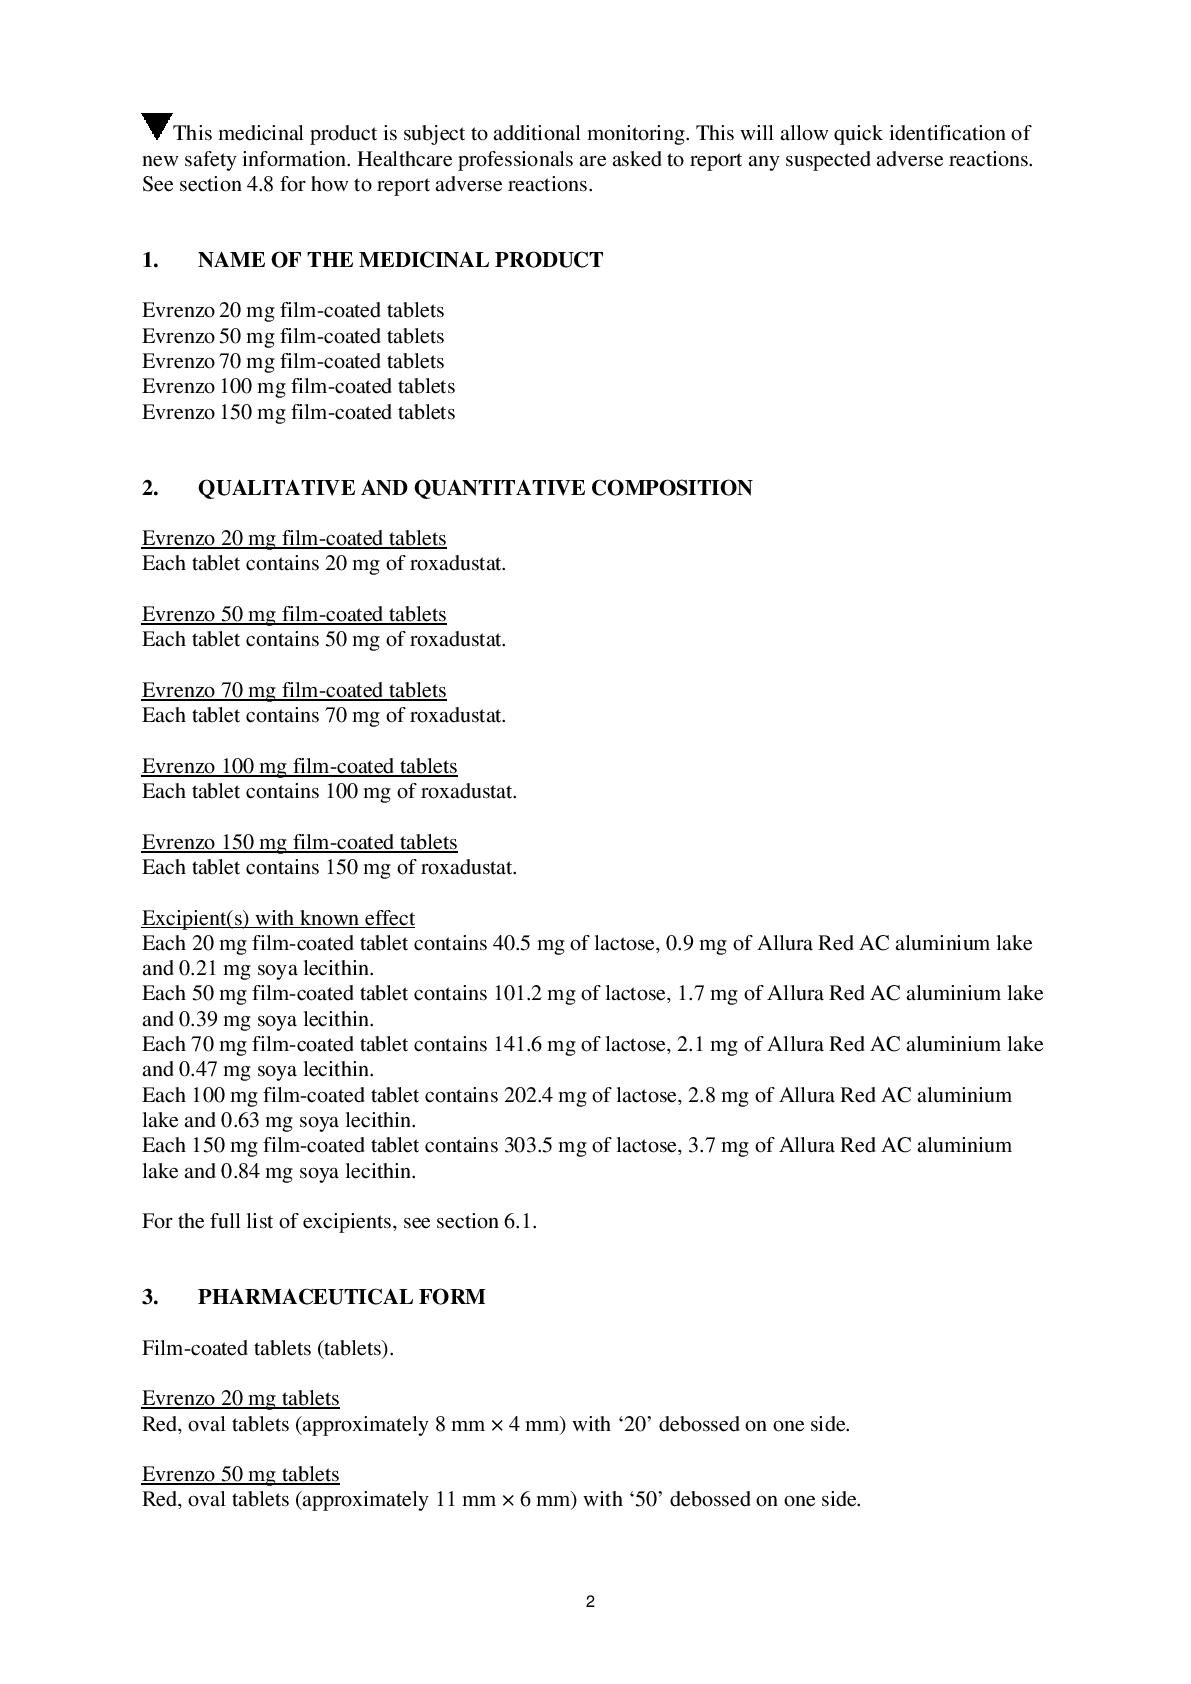 ▼This medicinal product is subject to additional monitoring. This will allow quick identification of
new safety information. Healthcare professionals are asked to report any suspected adverse reactions.
See section 4.8 for how to report adverse reactions.
1. NAME OF THE MEDICINAL PRODUCT
Evrenzo 20 mg film-coated tablets
Evrenzo 50 mg film-coated tablets
Evrenzo 70 mg film-coated tablets
Evrenzo 100 mg film-coated tablets
Evrenzo 150 mg film-coated tablets
2. QUALITATIVE AND QUANTITATIVE COMPOSITION
Evrenzo 20 mg film-coated tablets
Each tablet contains 20 mg of roxadustat.
Evrenzo 50 mg film-coated tablets
Each tablet contains 50 mg of roxadustat.
Evrenzo 70 mg film-coated tablets
Each tablet contains 70 mg of roxadustat.
Evrenzo 100 mg film-coated tablets
Each tablet contains 100 mg of roxadustat.
Evrenzo 150 mg film-coated tablets
Each tablet contains 150 mg of roxadustat.
Excipient(s) with known effect
Each 20 mg film-coated tablet contains 40.5 mg of lactose, 0.9 mg of Allura Red AC aluminium lake
and 0.21 mg soya lecithin.
Each 50 mg film-coated tablet contains 101.2 mg of lactose, 1.7 mg of Allura Red AC aluminium lake
and 0.39 mg soya lecithin.
Each 70 mg film-coated tablet contains 141.6 mg of lactose, 2.1 mg of Allura Red AC aluminium lake
and 0.47 mg soya lecithin.
Each 100 mg film-coated tablet contains 202.4 mg of lactose, 2.8 mg of Allura Red AC aluminium
lake and 0.63 mg soya lecithin.
Each 150 mg film-coated tablet contains 303.5 mg of lactose, 3.7 mg of Allura Red AC aluminium
lake and 0.84 mg soya lecithin.
For the full list of excipients, see section 6.1.
3. PHARMACEUTICAL FORM
Film-coated tablets (tablets).
Evrenzo 20 mg tablets
Red, oval tablets (approximately 8 mm × 4 mm) with ‘20’ debossed on one side.
Evrenzo 50 mg tablets
Red, oval tablets (approximately 11 mm × 6 mm) with ‘50’ debossed on one side.
2